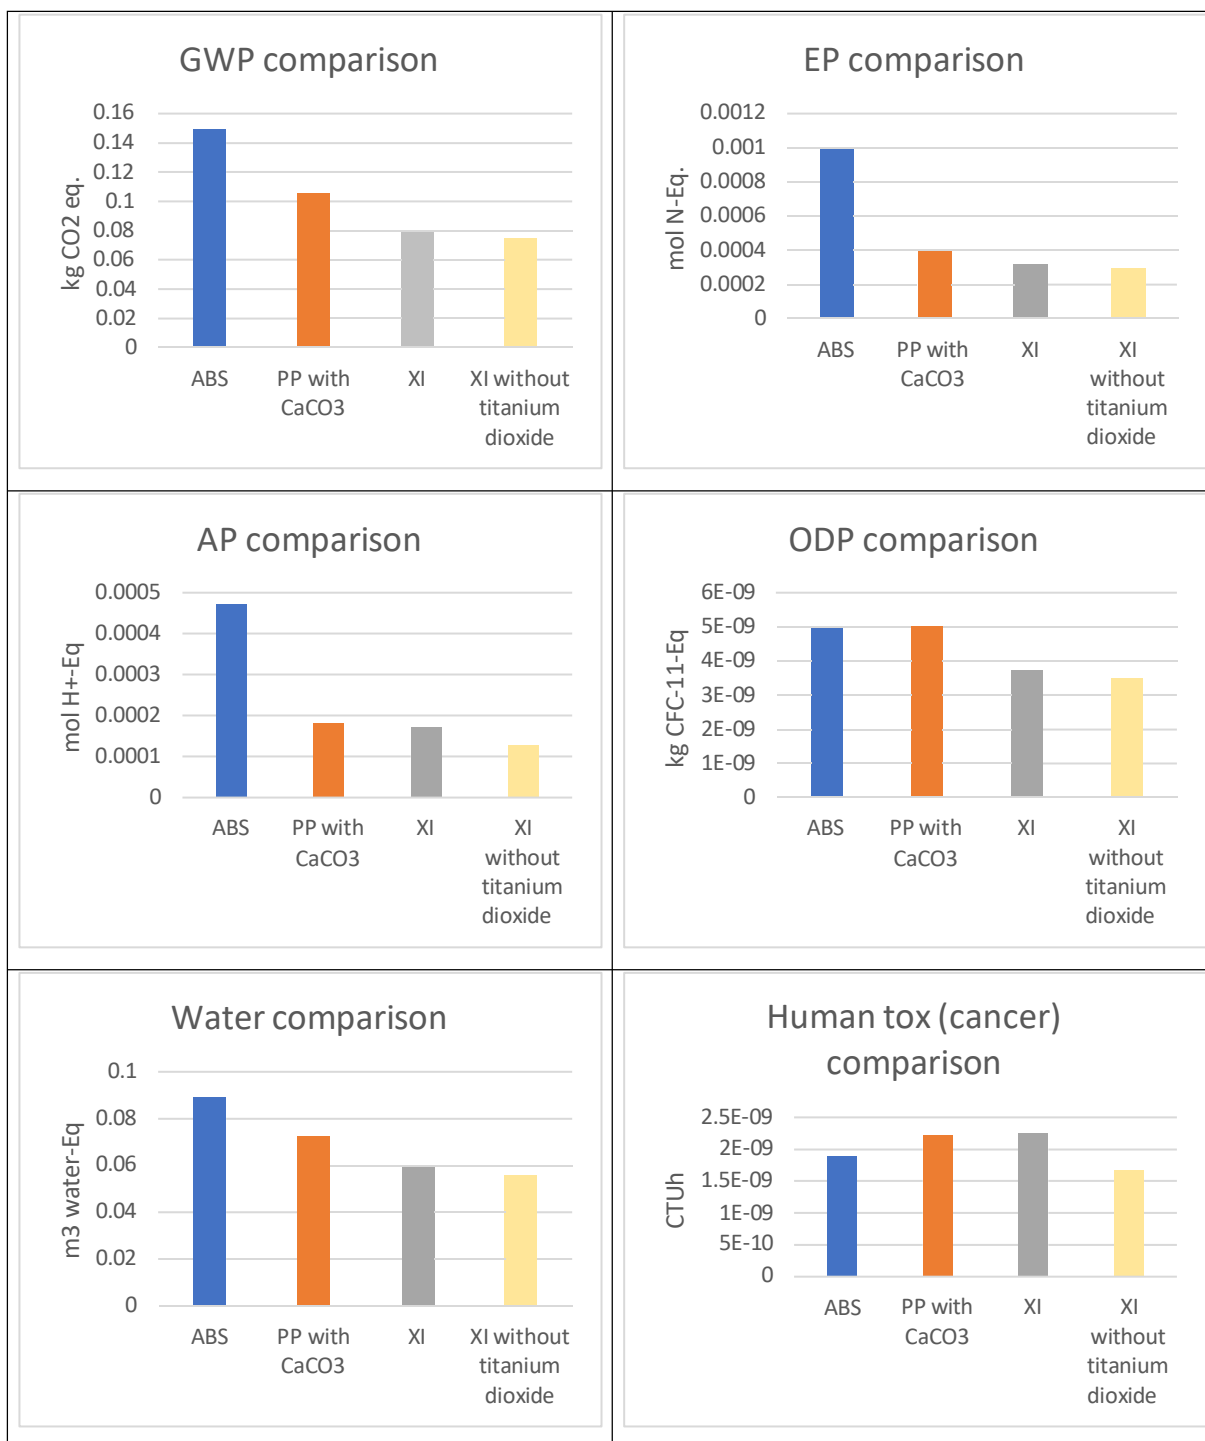 GWP comparison
kg CO2 eq.
0.16
0.14
0.12
0.1
0.08
0.06
0.04
0.02
0
ABS
PP with
CaCO3
XI
XI without
titanium
dioxide
EP comparison
mol N-Eq.
0.0012
0.001
0.0008
0.0006
0.0004
0.0002
0
ABS
PP with
CaCO3
XI
XI
without
titanium
dioxide
AP comparison
mol H+-Eq
0.0005
0.0004
0.0003
0.0002
0.0001
0
ABS
PP with
CaCO3
XI
XI
without
titanium
dioxide
ODP comparison
kg CFC-11-Eq
6E-09
5E-09
4E-09
3E-09
2E-09
1E-09
0
ABS
PP with
CaCO3
XI
XI
without
titanium
dioxide
Water comparison
m3 water-Eq
0.1
0.08
0.06
0.04
0.02
0
ABS
PP with
CaCO3
XI
XI without
titanium
dioxide
Human tox (cancer)
comparison
CTUh
2.5E-09
2E-09
1.5E-09
1E-09
5E-10
0
ABS
PP with
CaCO3
XI
XI
without
titanium
dioxide